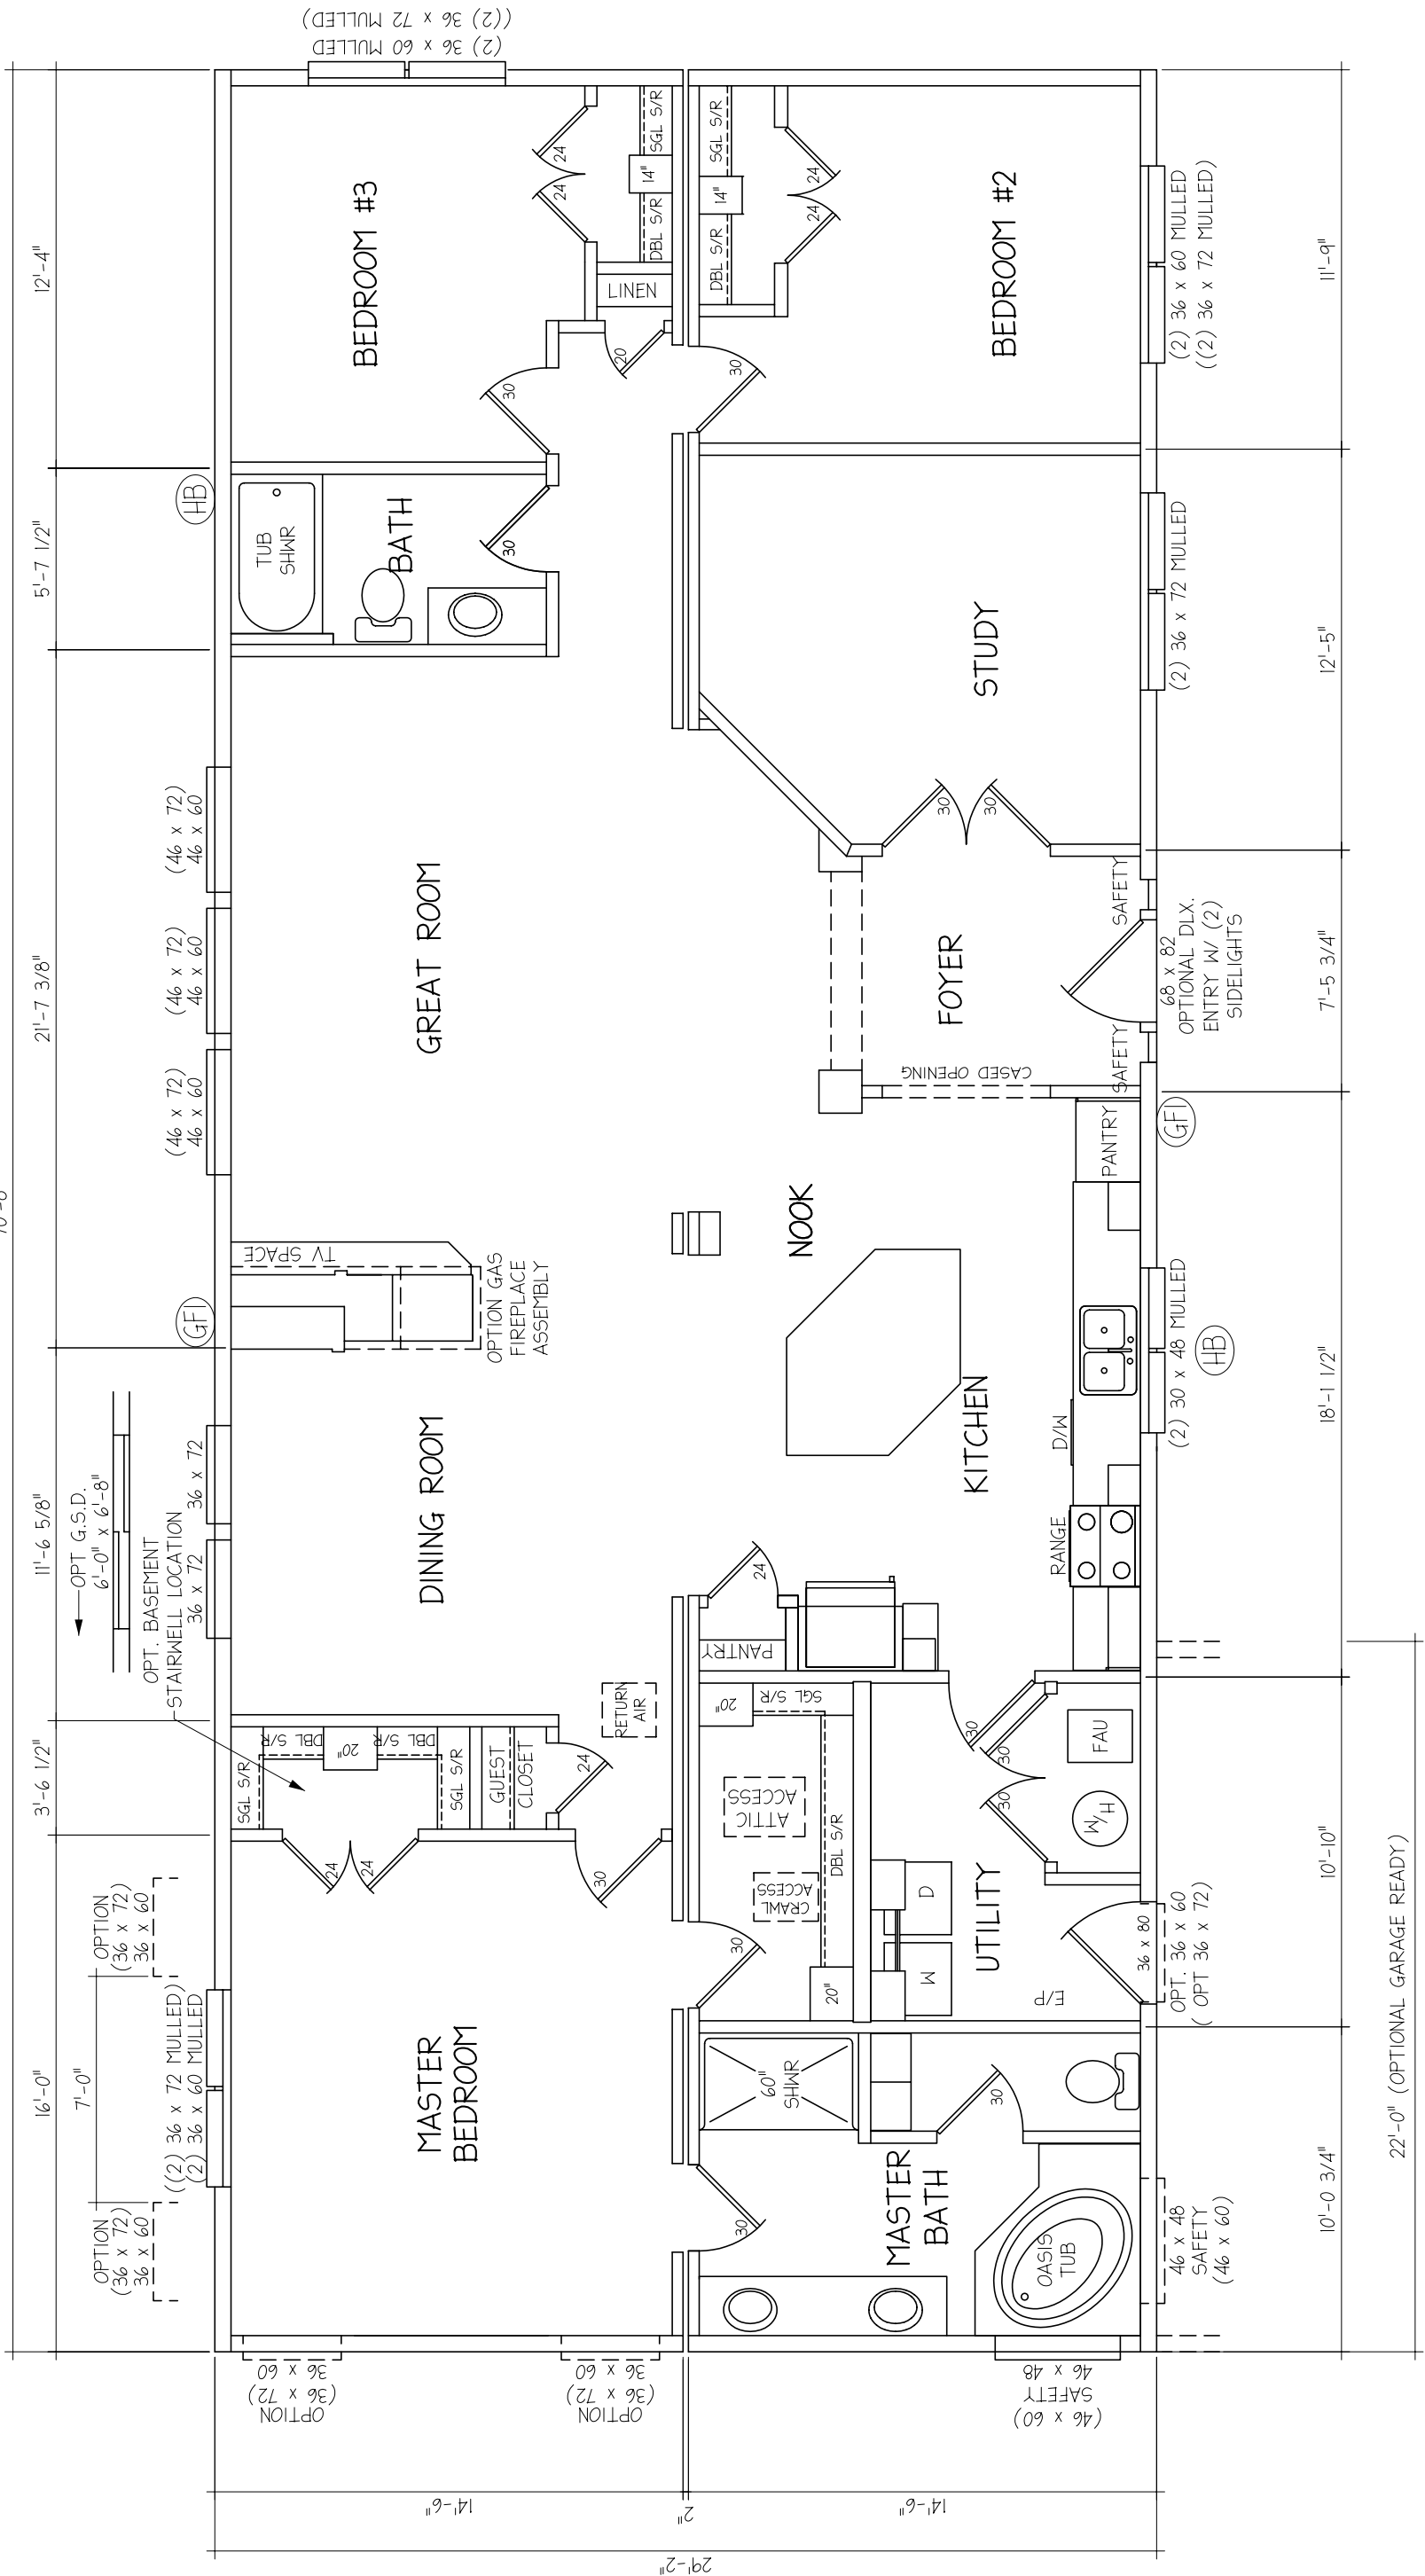 (2) 36 x 60 MULLED
((2) 36 x 72 MULLED)
12'-4"
5'-7 1/2"
21'-7 3/8"
11'-6 5/8"
3'-6 1/2"
16'-0"
7'-0"
OPTION
(36 x 72)
36 x 60
((2) 36 x 72 MULLED)
(2) 36 x 60 MULLED
OPTION
(36 x 72)
36 x 60
← OPT G.S.D.
6'-0" x 6'-8"
OPT. BASEMENT
STAIRWELL LOCATION
36 x 72
36 x 72
GFI
(46 x 72)
46 x 60
(46 x 72)
46 x 60
(46 x 72)
46 x 60
HB
MASTER
BEDROOM
24
24
30
SGL S/R
DBL S/R
20"
DBL S/R
SGL S/R
GUEST
CLOSET
24
RETURN
AIR
DINING ROOM
TV SPACE
OPTION GAS
FIREPLACE
ASSEMBLY
GREAT ROOM
TUB
SHWR
BATH
30
BEDROOM #3
30
24
24
LINEN
20
DBL S/R
14"
SGL S/R
DBL S/R
14"
SGL S/R
24
24
30
BEDROOM #2
STUDY
30
30
FOYER
SAFETY
SAFETY
CASED OPENING
NOOK
KITCHEN
PANTRY
D/W
RANGE
PANTRY
24
20"
SGL S/R
ATTIC
ACCESS
CRAWL
ACCESS
DBL S/R
20"
30
30
30
30
FAU
W/H
D
W
UTILITY
E/P
36 x 80
60"
SHWR
30
30
MASTER
BATH
OASIS
TUB
OPTION
(36 x 72)
36 x 60
OPTION
(36 x 72)
36 x 60
(46 x 60)
SAFETY
46 x 48
46 x 48
SAFETY
(46 x 60)
OPT. 36 x 60
( OPT 36 x 72)
(2) 30 x 48 MULLED
HB
GFI
68 x 82
OPTIONAL DLX.
ENTRY W/ (2)
SIDELIGHTS
(2) 36 x 72 MULLED
(2) 36 x 60 MULLED
((2) 36 x 72 MULLED)
10'-0 3/4"
10'-10"
18'-1 1/2"
7'-5 3/4"
12'-5"
11'-9"
22'-0" (OPTIONAL GARAGE READY)
14'-6"
2"
14'-6"
29'-2"